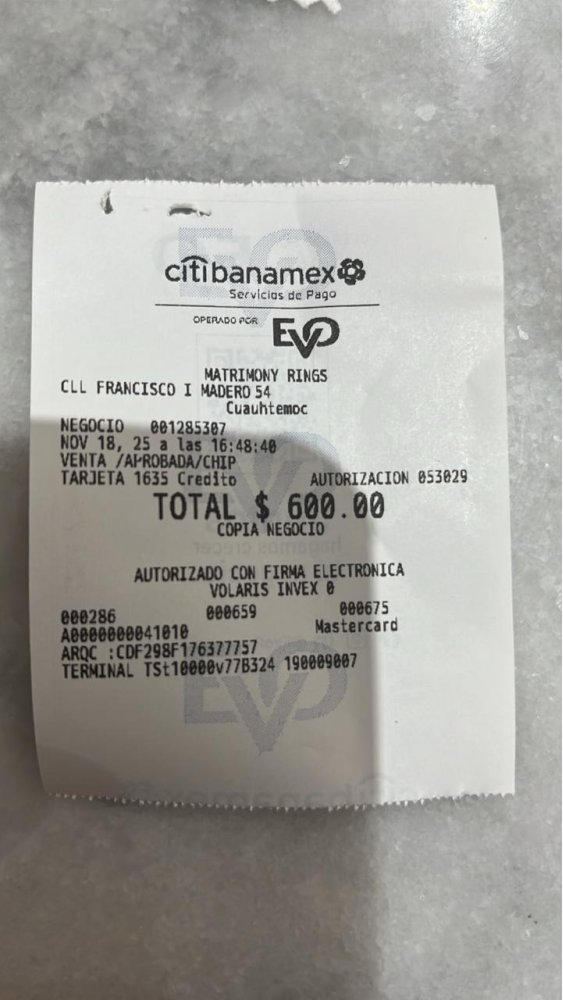 citibanamex
Servicios de Pago
OPERADO POR EVO
MATRIMONY RINGS
CLL FRANCISCO I MADERO 54
Cuauhtemoc
NEGOCIO 001285307
NOV 18, 25 a las 16:48:40
VENTA /APROBADA/CHIP
TARJETA 1635 Credito AUTORIZACION 053029
TOTAL $ 600.00
COPIA NEGOCIO
AUTORIZADO CON FIRMA ELECTRONICA
VOLARIS INVEX 0
000286 000659 000675
A0000000041010 Mastercard
ARQC :CDF298F176377757
TERMINAL TSt10000v77B324 190009007
EVO